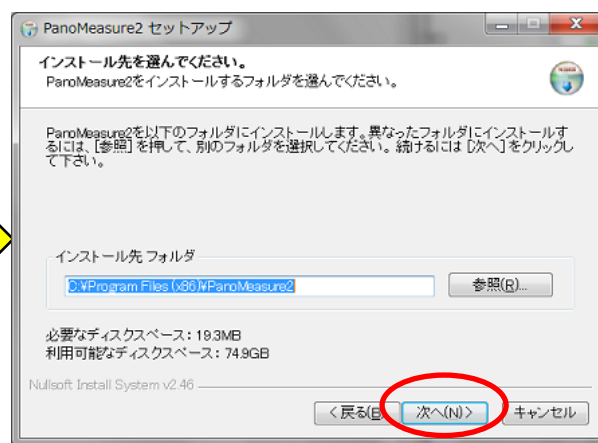 PanoMeasure2 セットアップ
インストール先を選んでください。
PanoMeasure2をインストールするフォルダを選んでください。
PanoMeasure2を以下のフォルダにインストールします。異なったフォルダにインストールす
るには、[参照] を押して、別のフォルダを選択してください。続けるには [次へ] をクリックし
て下さい。
インストール先 フォルダ
C:¥Program Files (x86)¥PanoMeasure2
参照(R)...
必要なディスクスペース: 19.3MB
利用可能なディスクスペース: 74.9GB
Nullsoft Install System v2.46
< 戻る(B)
次へ(N) >
キャンセル